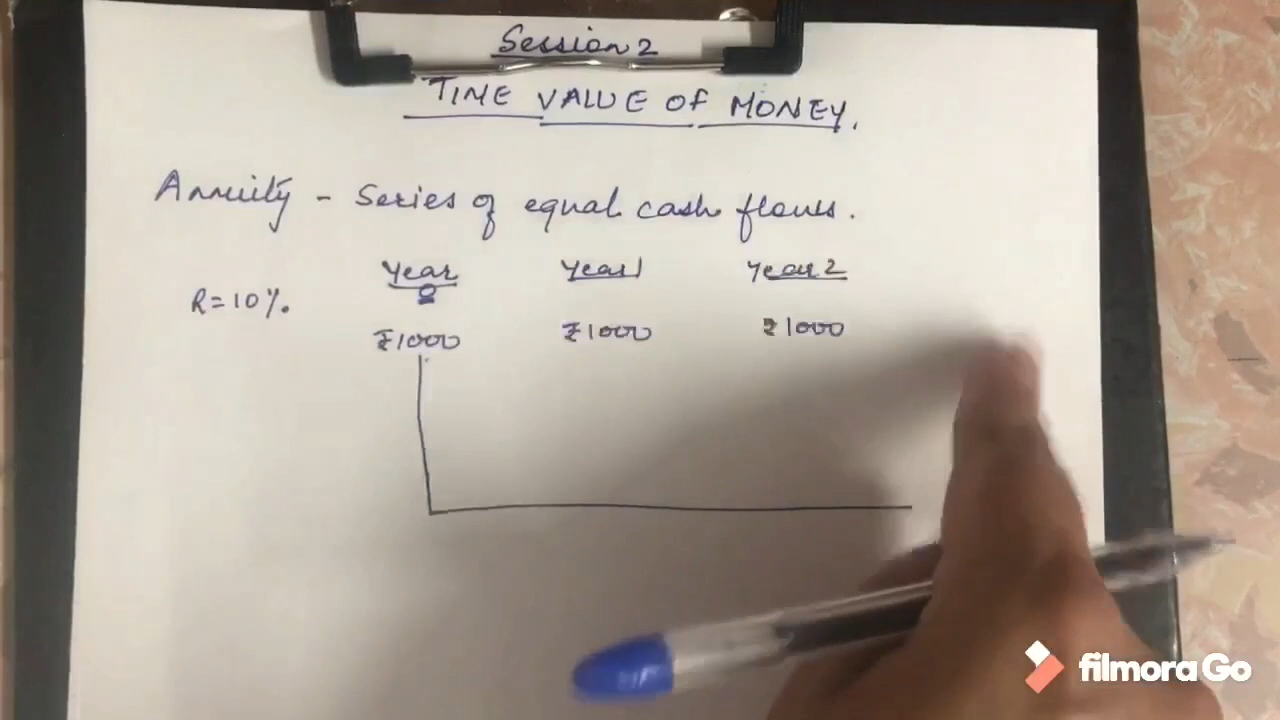 Session 2
TIME VALUE OF MONEY.
Annuity - Series of equal cash flows.
Year 0 Year 1 Year 2
R=10%.
₹1000 ₹1000 ₹1000
filmoraGo